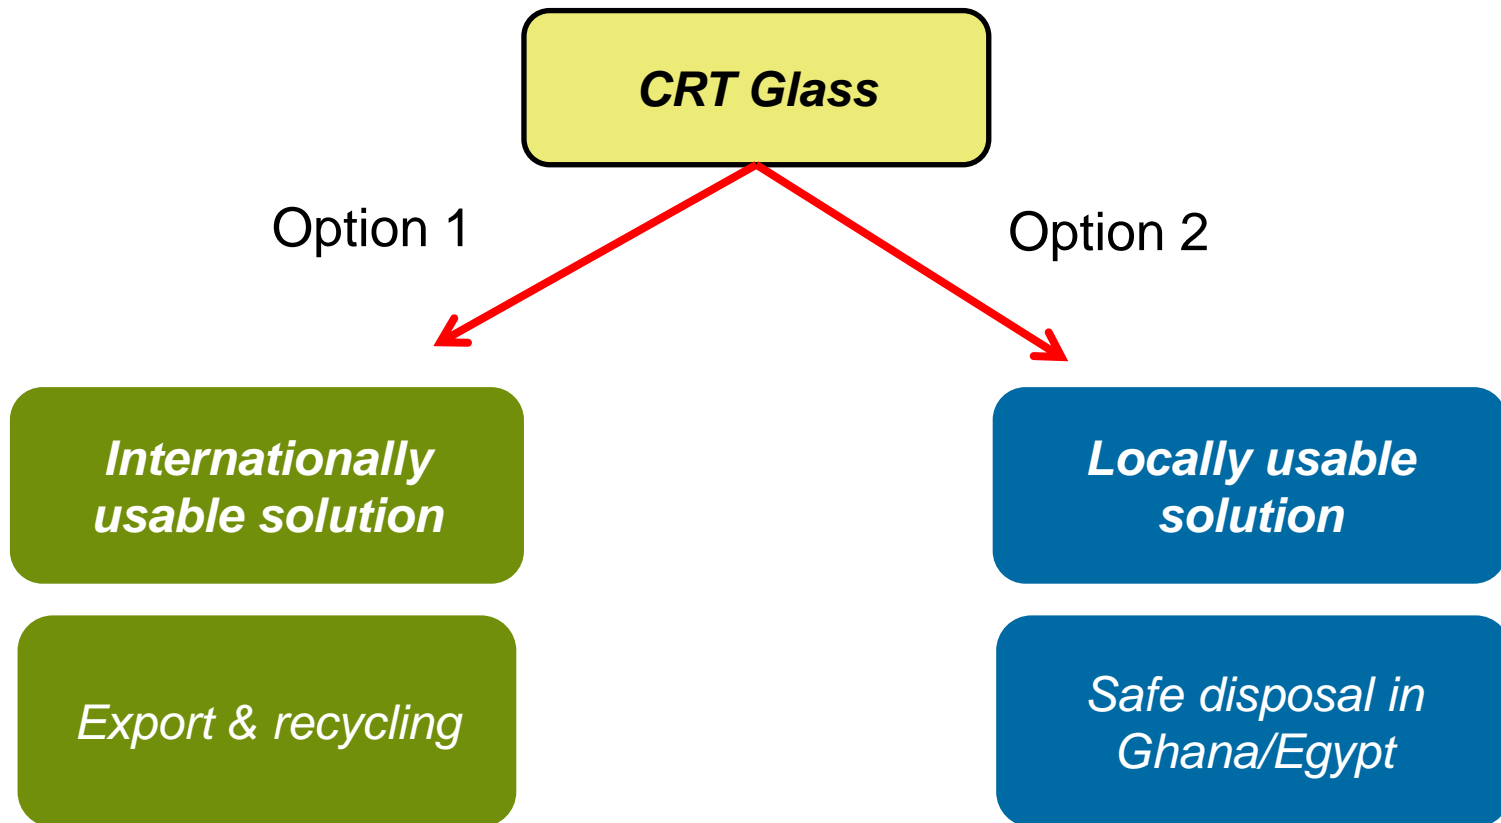 CRT Glass
Option 1
Option 2
Internationally
usable solution
Locally usable
solution
Export & recycling
Safe disposal in
Ghana/Egypt